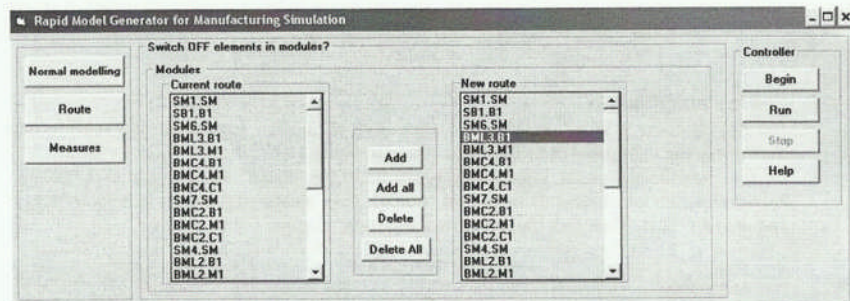 Rapid Model Generator for Manufacturing Simulation
Switch OFF elements in modules?
Normal modelling
Route
Measures
Modules
Current route
SM1.SM
SB1.B1
SM6.SM
BML3.B1
BML3.M1
BMC4.B1
BMC4.M1
BMC4.C1
SM7.SM
BMC2.B1
BMC2.M1
BMC2.C1
SM4.SM
BML2.B1
BML2.M1
Add
Add all
Delete
Delete All
New route
SM1.SM
SB1.B1
SM6.SM
BML3.B1
BML3.M1
BMC4.B1
BMC4.M1
BMC4.C1
SM7.SM
BMC2.B1
BMC2.M1
BMC2.C1
SM4.SM
BML2.B1
BML2.M1
Controller
Begin
Run
Stop
Help